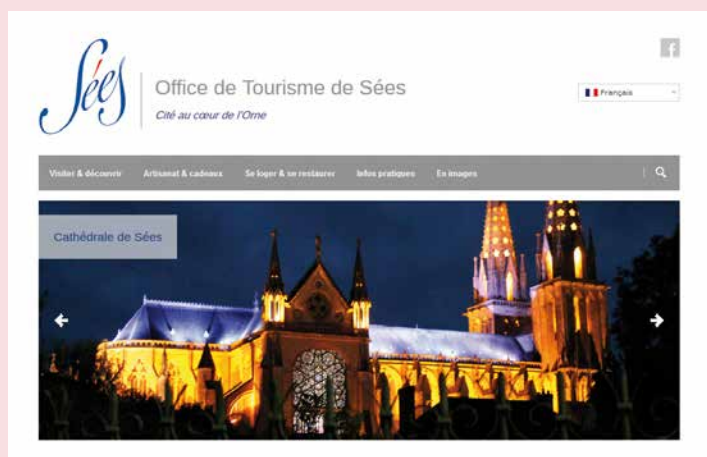 Sées
Office de Tourisme de Sées
Cité au cœur de l'Orne
f
Français
Visiter & découvrir Artisanat & cadeaux Se loger & se restaurer Infos pratiques En images
Cathédrale de Sées